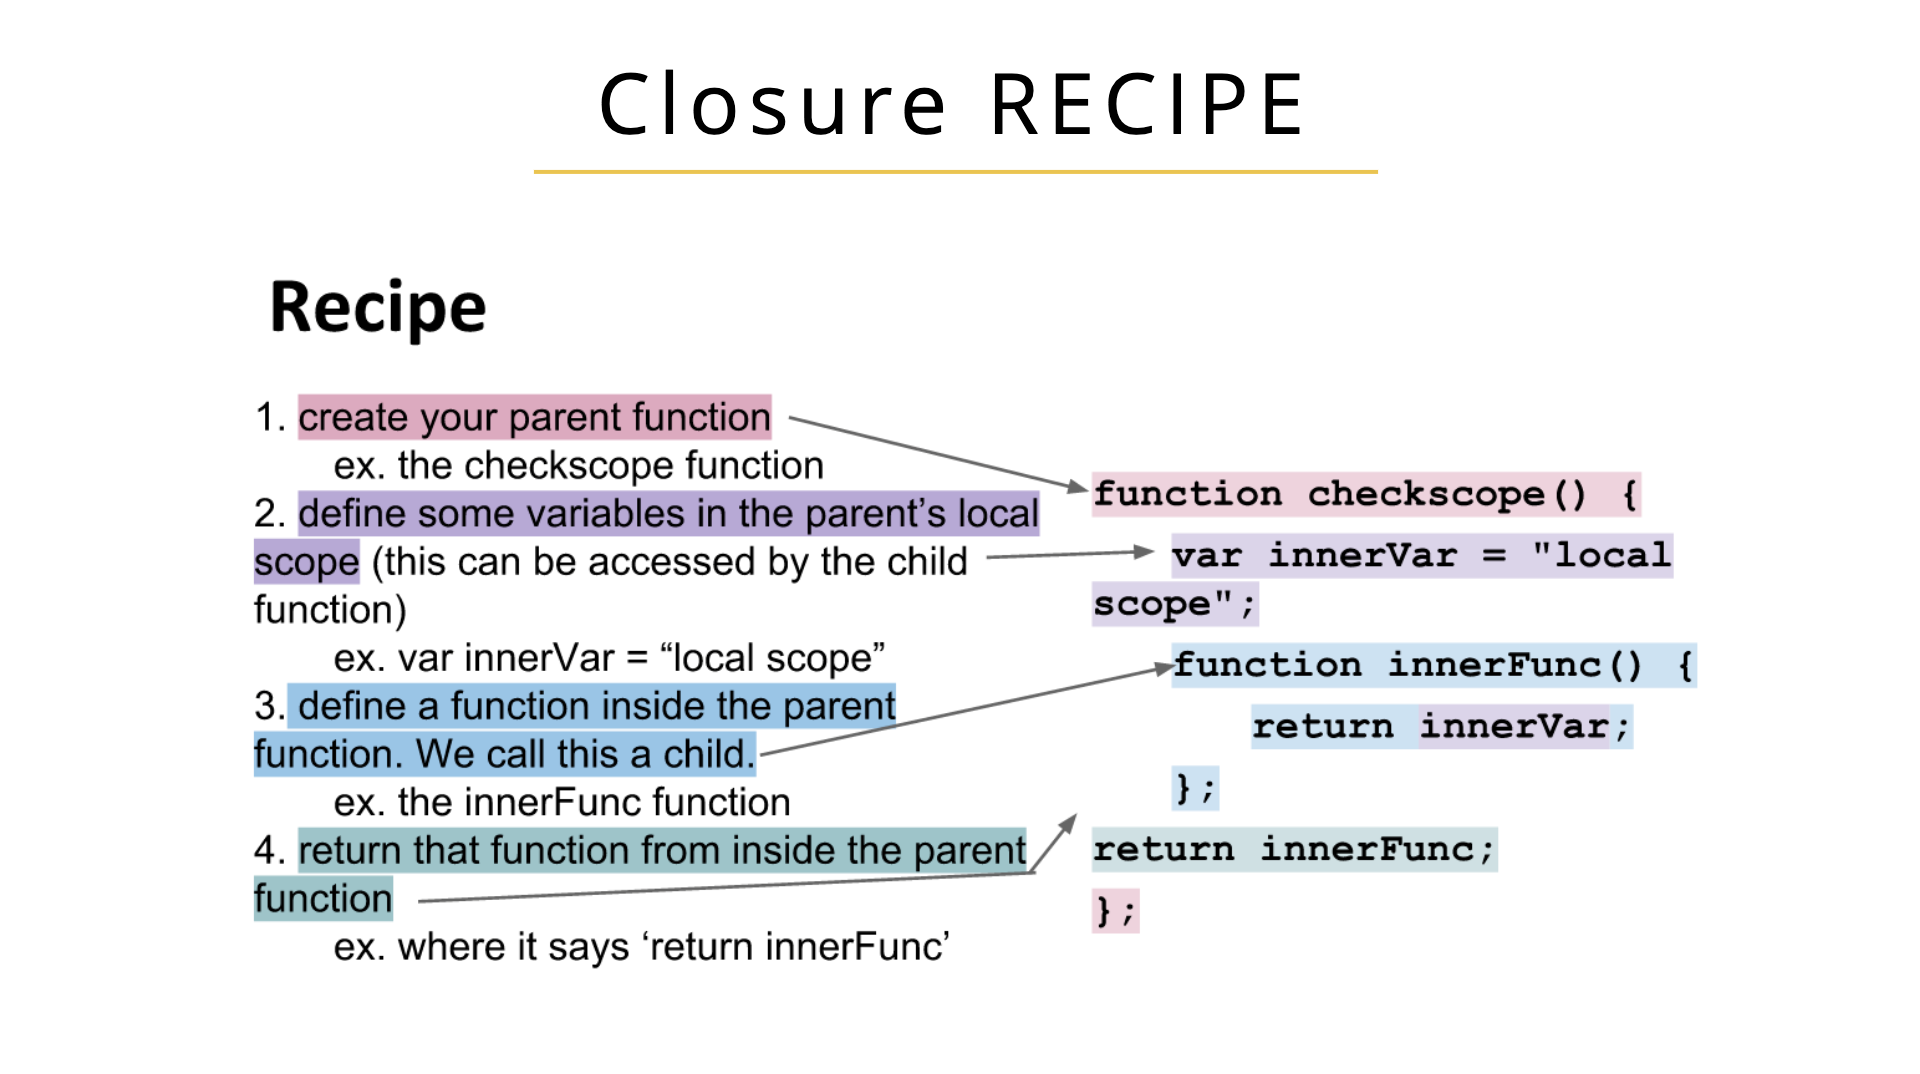 Closure RECIPE
Recipe
1. create your parent function
ex. the checkscope function
2. define some variables in the parent’s local
scope (this can be accessed by the child
function)
ex. var innerVar = “local scope”
3. define a function inside the parent
function. We call this a child.
ex. the innerFunc function
4. return that function from inside the parent
function
ex. where it says ‘return innerFunc’
function checkscope() {
var innerVar = "local
scope";
function innerFunc() {
return innerVar;
};
return innerFunc;
};